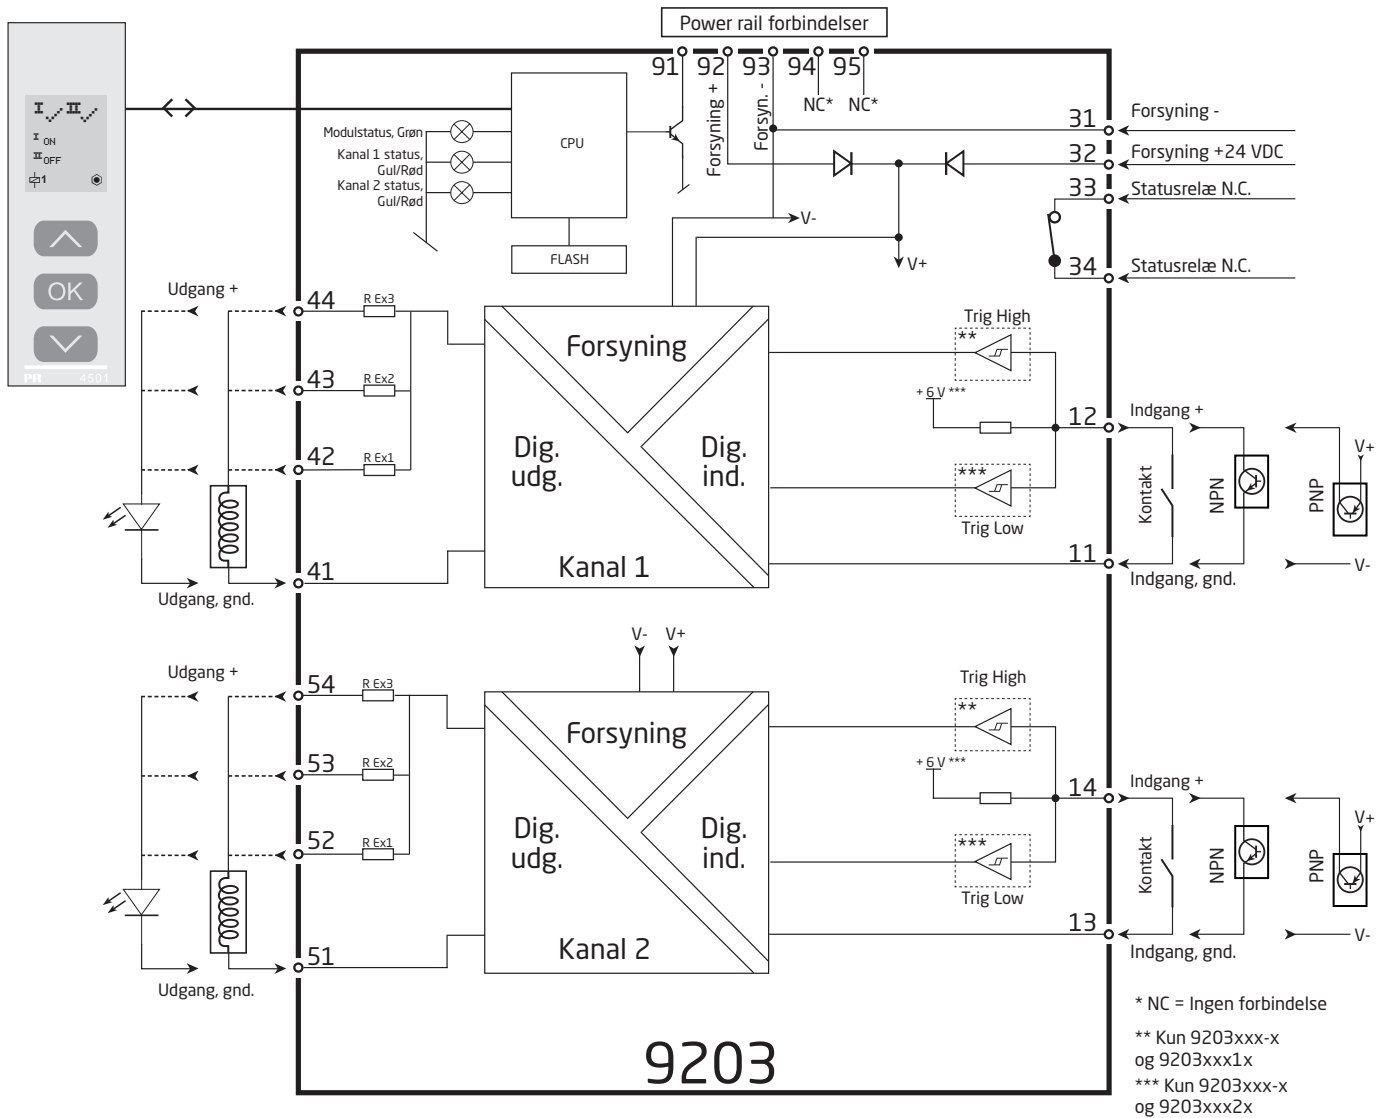 Power rail forbindelser
91 92 93 94 95
Forsyning +
Forsyn. -
NC* NC*
I II
I ON
II OFF
1
OK
PR 4501
CPU
FLASH
Modulstatus, Grøn
Kanal 1 status,
Gul/Rød
Kanal 2 status,
Gul/Rød
V-
V+
31 Forsyning -
32 Forsyning +24 VDC
33 Statusrelæ N.C.
34 Statusrelæ N.C.
Udgang +
44 R Ex3
43 R Ex2
42 R Ex1
41
Udgang, gnd.
Forsyning
Dig.
udg.
Dig.
ind.
Kanal 1
Trig High
**
+ 6 V ***
***
Trig Low
12 Indgang +
11 Indgang, gnd.
Kontakt
NPN
PNP
V+
V-
V- V+
Udgang +
54 R Ex3
53 R Ex2
52 R Ex1
51
Udgang, gnd.
Forsyning
Dig.
udg.
Dig.
ind.
Kanal 2
Trig High
**
+ 6 V ***
***
Trig Low
14 Indgang +
13 Indgang, gnd.
Kontakt
NPN
PNP
V+
V-
9203
* NC = Ingen forbindelse
** Kun 9203xxx-x
og 9203xxx1x
*** Kun 9203xxx-x
og 9203xxx2x